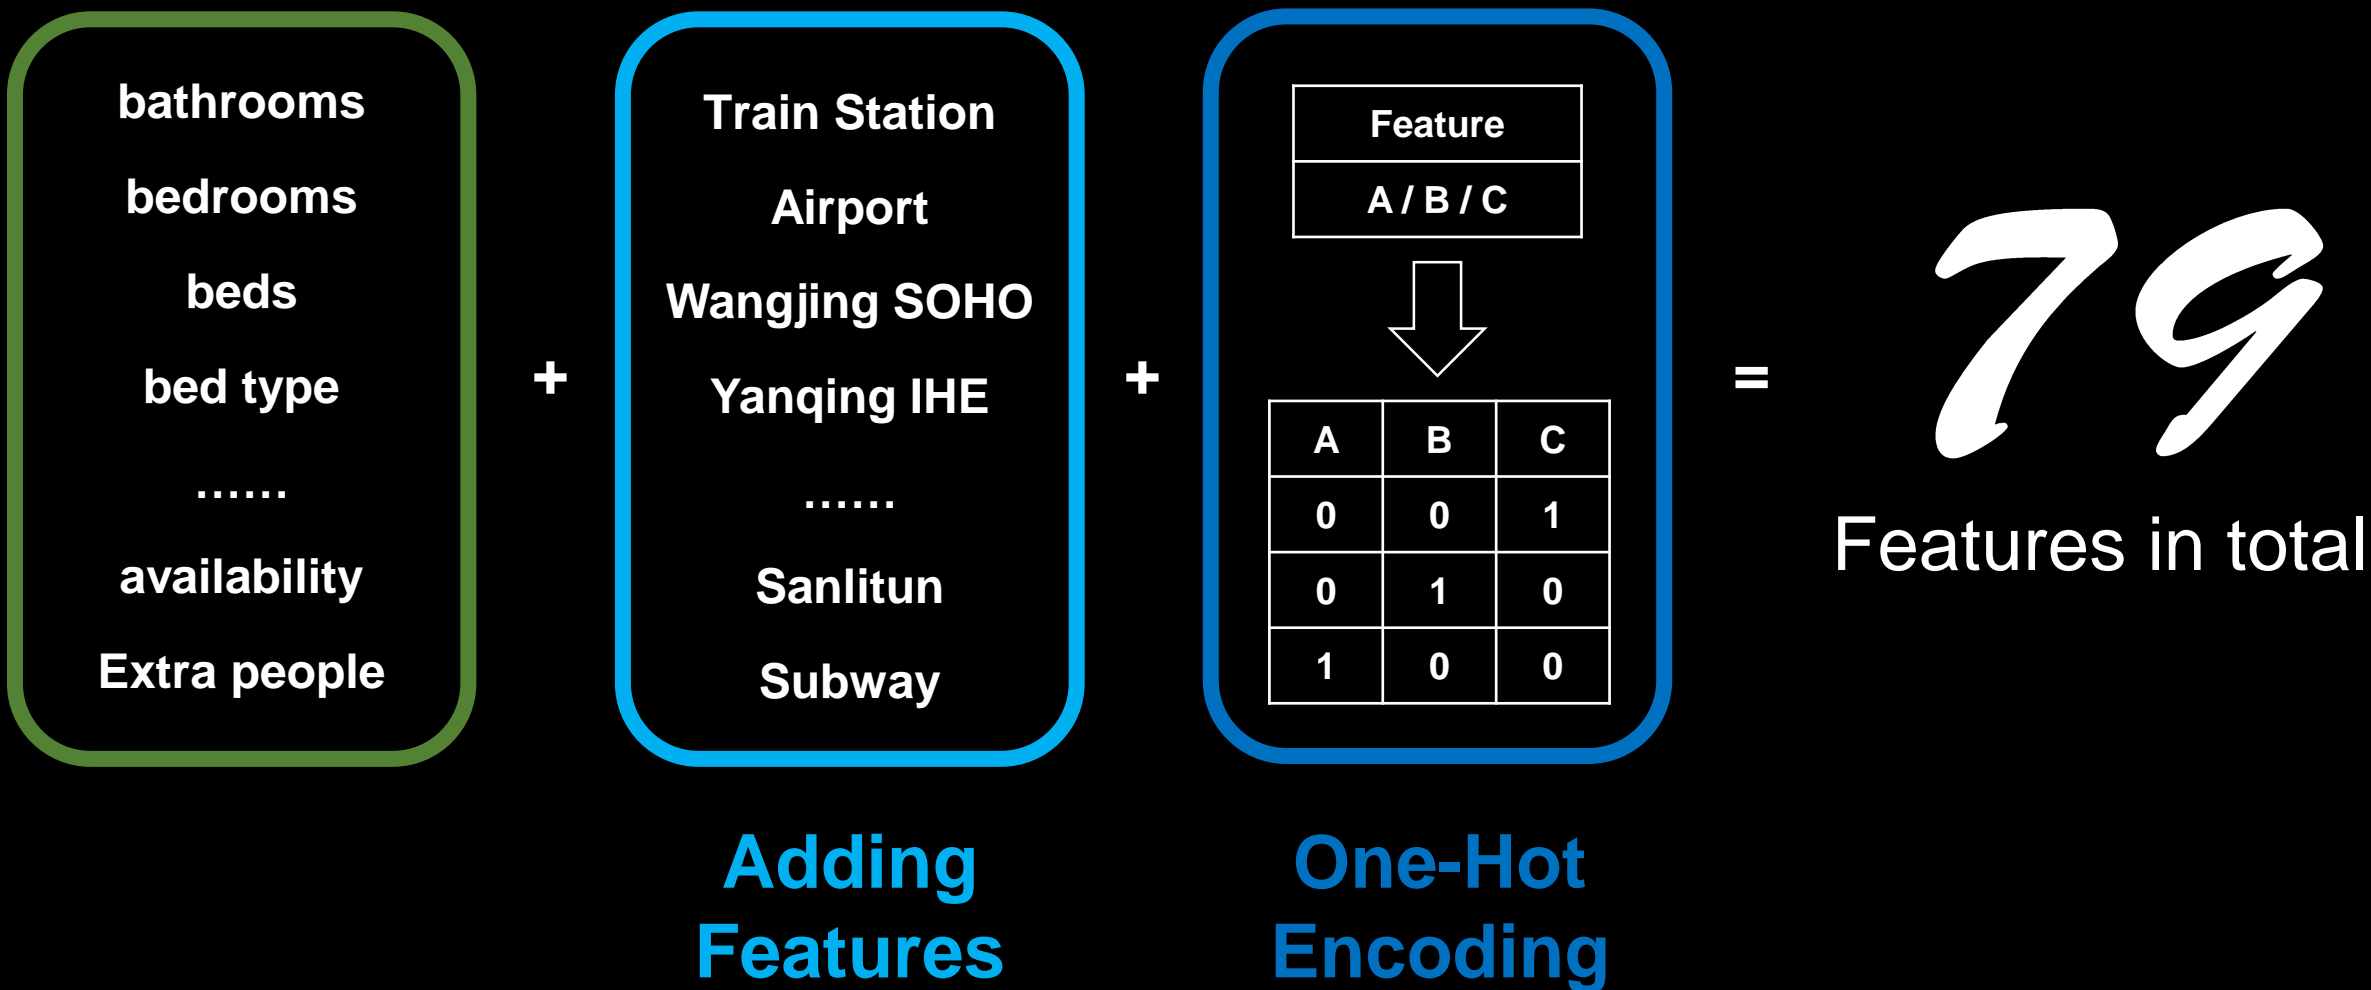 bathrooms
bedrooms
beds
bed type
......
availability
Extra people
+
Train Station
Airport
Wangjing SOHO
Yanqing IHE
......
Sanlitun
Subway
Adding
Features
+
Feature
A / B / C
A B C
0 0 1
0 1 0
1 0 0
One-Hot
Encoding
=
79
Features in total